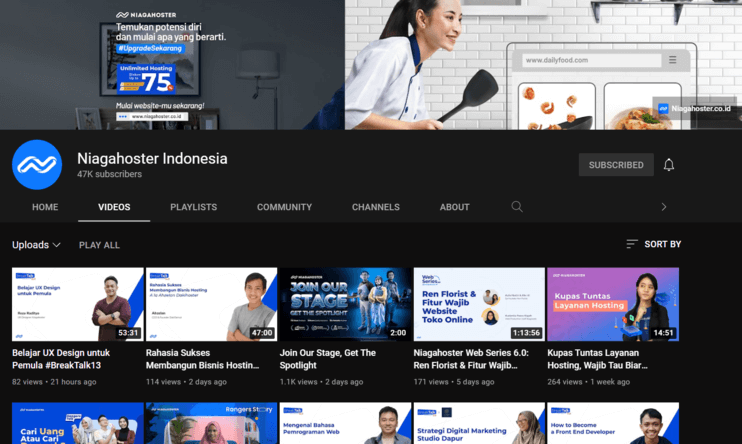 NIAGAHOSTER
Temukan potensi diri
dan mulai apa yang berarti.
#UpgradeSekarang
Unlimited Hosting
75%
Mulai website-mu sekarang!
www.niagahoster.co.id
www.dailyfood.com
Niagahoster.co.id
Niagahoster Indonesia
47K subscribers
SUBSCRIBED
HOME VIDEOS PLAYLISTS COMMUNITY CHANNELS ABOUT
Uploads PLAY ALL SORT BY
Belajar UX Design
untuk Pemula
53:31
Rahasia Sukses
Membangun Bisnis Hosting
47:00
NIAGAHOSTER
JOIN OUR
STAGE
GET THE SPOTLIGHT
2:00
Web
Series
Ren Florist &
Fitur Wajib
Website
Toko Online
1:13:56
NIAGAHOSTER
Kupas Tuntas
Layanan Hosting
14:51
Belajar UX Design untuk
Pemula #BreakTalk13
82 views • 21 hours ago
Rahasia Sukses
Membangun Bisnis Hostin...
114 views • 2 days ago
Join Our Stage, Get The
Spotlight
1.1K views • 2 days ago
Niagahoster Web Series 6.0:
Ren Florist & Fitur Wajib...
171 views • 5 days ago
Kupas Tuntas Layanan
Hosting, Wajib Tau Biar...
264 views • 1 week ago
Cari Uang
Atau Cari
Rangers Story
Mengenal Bahasa
Pemrograman Web
Strategi Digital Marketing
Studio Dapur
How to Become
a Front End Developer